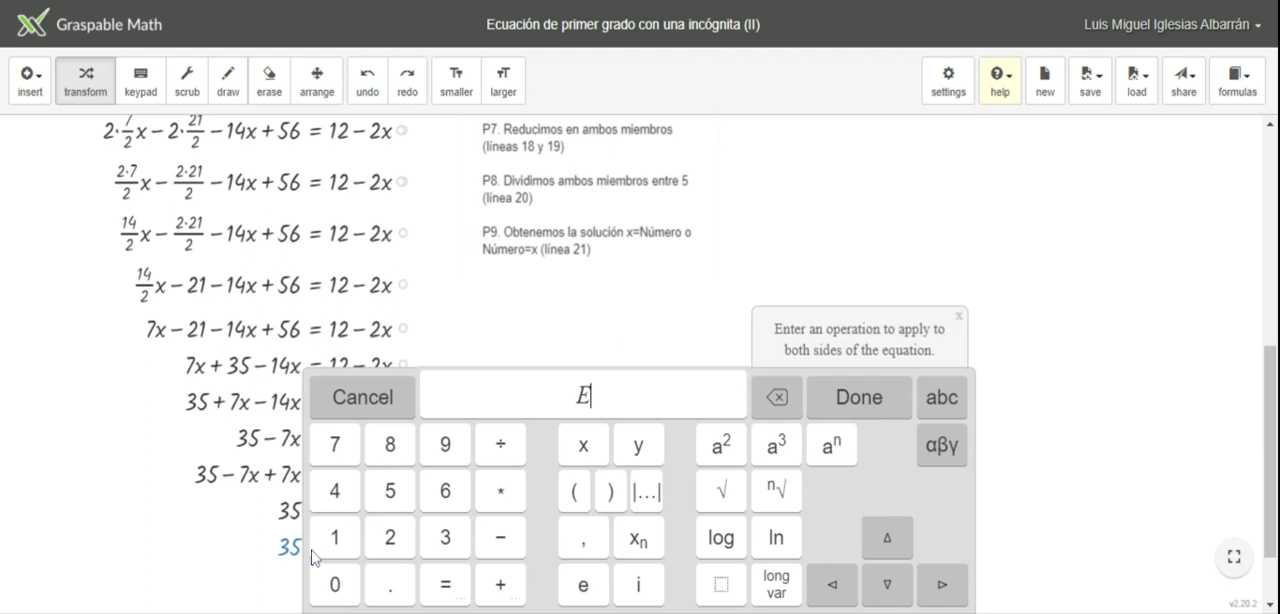 Graspable Math
Ecuación de primer grado con una incógnita (II)
Luis Miguel Iglesias Albarrán
insert transform keypad scrub draw erase arrange undo redo smaller larger settings help new save load share formulas
2·7/2x − 2·21/2 − 14x + 56 = 12 − 2x
2·7/2x − 2·21/2 − 14x + 56 = 12 − 2x
14/2x − 2·21/2 − 14x + 56 = 12 − 2x
14/2x − 21 − 14x + 56 = 12 − 2x
7x − 21 − 14x + 56 = 12 − 2x
7x + 35 − 14x = 12 − 2x
35 + 7x − 14x
35 − 7x
35 − 7x + 7x
35
35
P7. Reducimos en ambos miembros
(líneas 18 y 19)
P8. Dividimos ambos miembros entre 5
(línea 20)
P9. Obtenemos la solución x=Número o
Número=x (línea 21)
x
Enter an operation to apply to
both sides of the equation.
Cancel E Done abc
7 8 9 ÷ x y a² a³ aⁿ αβγ
4 5 6 * ( ) |...| √ ⁿ√
1 2 3 − , xₙ log ln
0 . = + e i long
var
v2.20.2